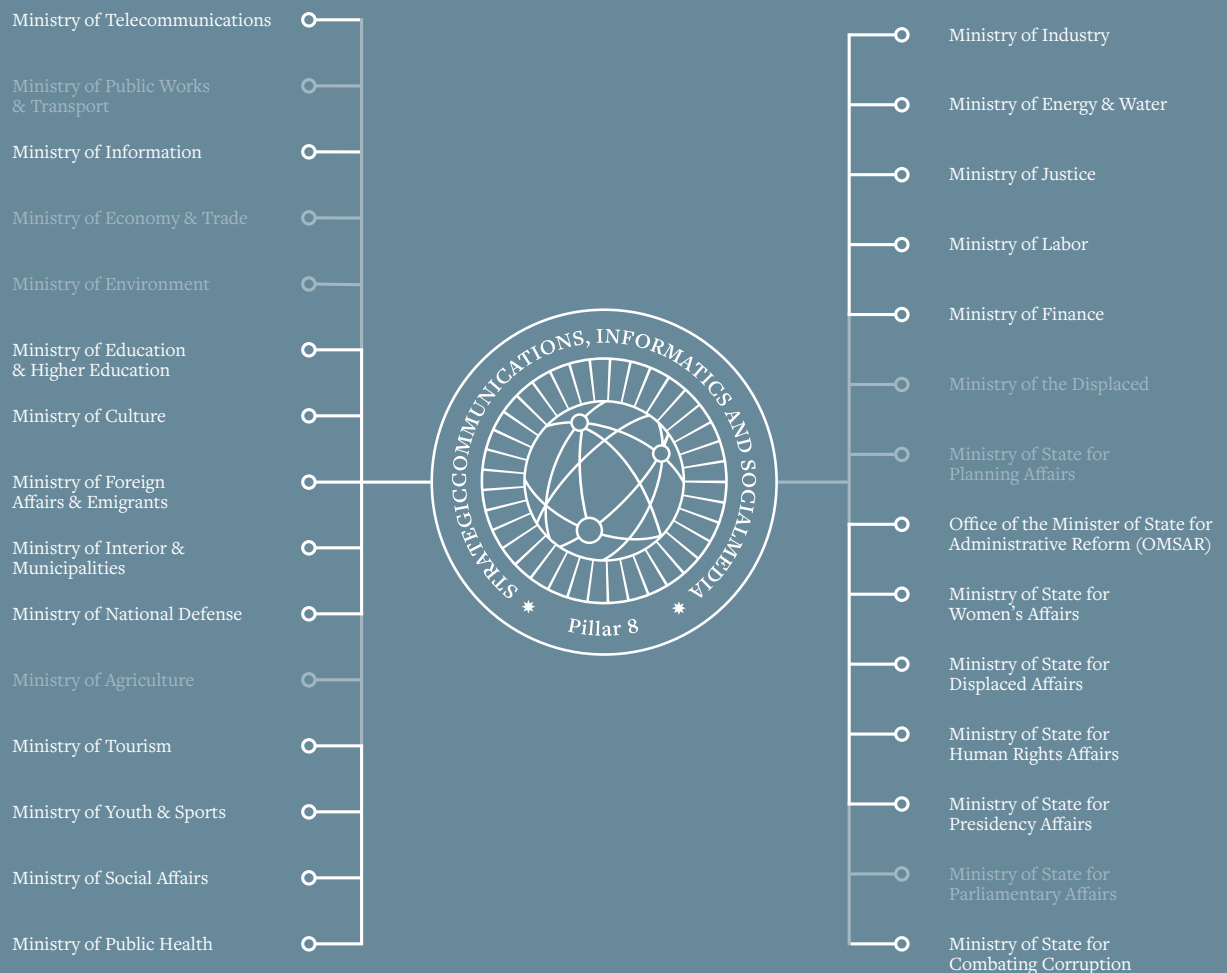 Ministry of Telecommunications
Ministry of Public Works
& Transport
Ministry of Information
Ministry of Economy & Trade
Ministry of Environment
Ministry of Education
& Higher Education
Ministry of Culture
Ministry of Foreign
Affairs & Emigrants
Ministry of Interior &
Municipalities
Ministry of National Defense
Ministry of Agriculture
Ministry of Tourism
Ministry of Youth & Sports
Ministry of Social Affairs
Ministry of Public Health
STRATEGICCOMMUNICATIONS, INFORMATICS AND SOCIALMEDIA
Pillar 8
Ministry of Industry
Ministry of Energy & Water
Ministry of Justice
Ministry of Labor
Ministry of Finance
Ministry of the Displaced
Ministry of State for
Planning Affairs
Office of the Minister of State for
Administrative Reform (OMSAR)
Ministry of State for
Women’s Affairs
Ministry of State for
Displaced Affairs
Ministry of State for
Human Rights Affairs
Ministry of State for
Presidency Affairs
Ministry of State for
Parliamentary Affairs
Ministry of State for
Combating Corruption